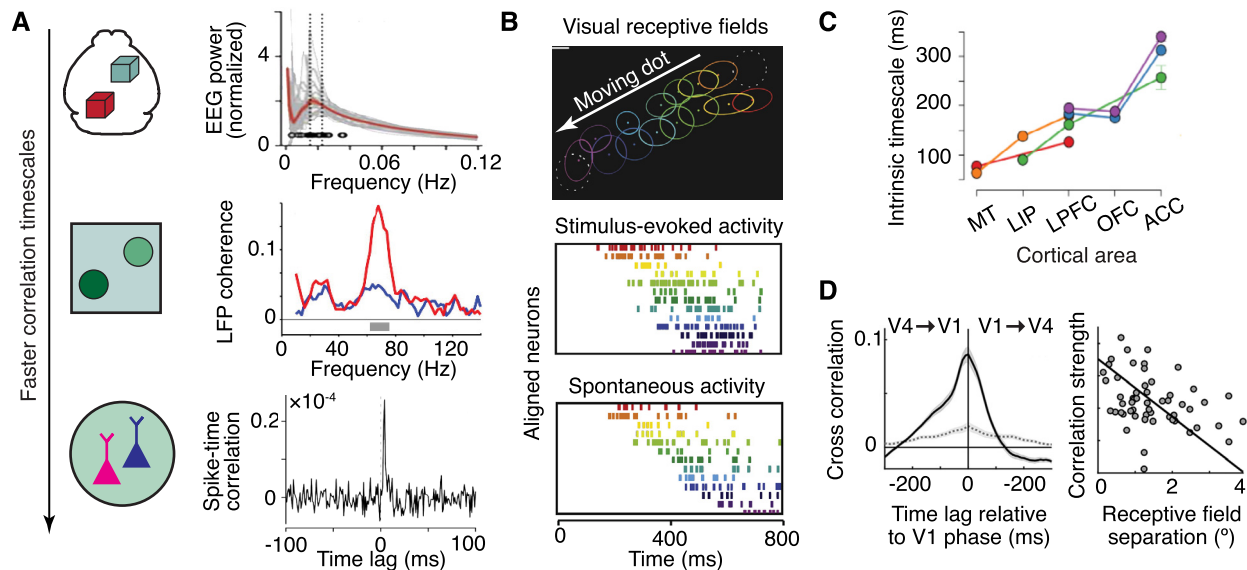 A
Faster correlation timescales
EEG power
(normalized)
4
2
0
0
0.06
0.12
Frequency (Hz)
LFP coherence
0.1
0
0
40
80
120
Frequency (Hz)
Spike-time
correlation
×10⁻⁴
0.2
0
-100
0
100
Time lag (ms)
B
Visual receptive fields
Moving dot
Aligned neurons
Stimulus-evoked activity
Spontaneous activity
0
400
800
Time (ms)
C
Intrinsic timescale (ms)
300
200
100
MT
LIP
LPFC
OFC
ACC
Cortical area
D
Cross correlation
0.1
0
V4→V1
V1→V4
-200
0
-200
Time lag relative
to V1 phase (ms)
Correlation strength
0
2
4
Receptive field
separation (º)